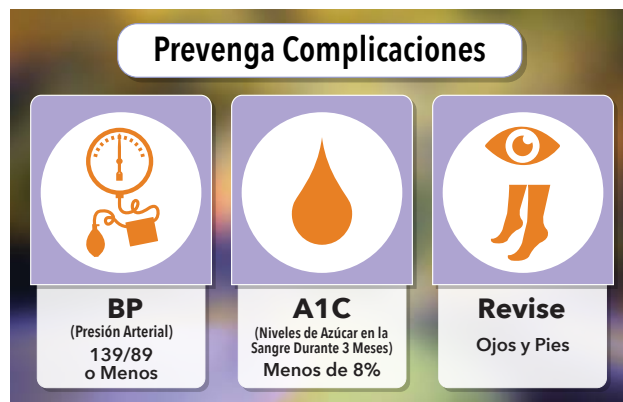 Prevenga Complicaciones
BP
(Presión Arterial)
139/89
o Menos
A1C
(Niveles de Azúcar en la
Sangre Durante 3 Meses)
Menos de 8%
Revise
Ojos y Pies